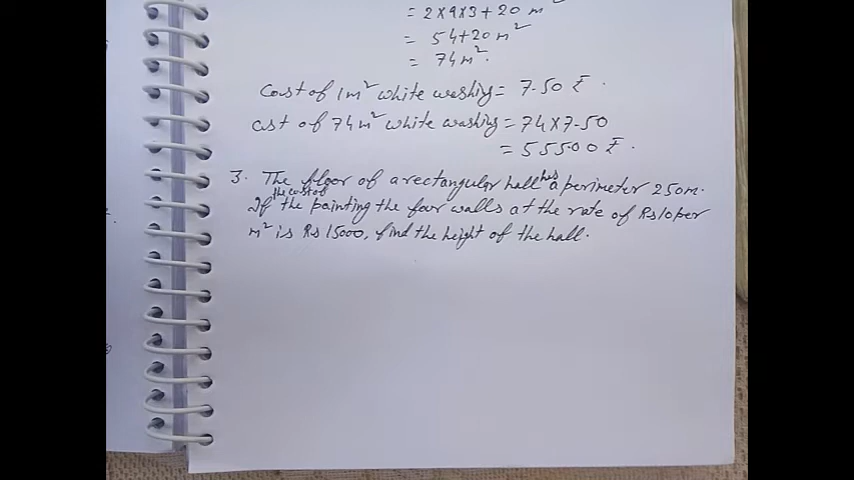 = 2×9×3+20 m²
= 54+20 m²
= 74 m².
Cost of 1m² white washing = 7.50 ₹.
Cost of 74m² white washing = 74×7.50
= 555.00 ₹.
3. The floor of a rectangular hall has a perimeter 250m.
If the cost of the painting the four walls at the rate of Rs10 per
m² is Rs 15000, find the height of the hall.